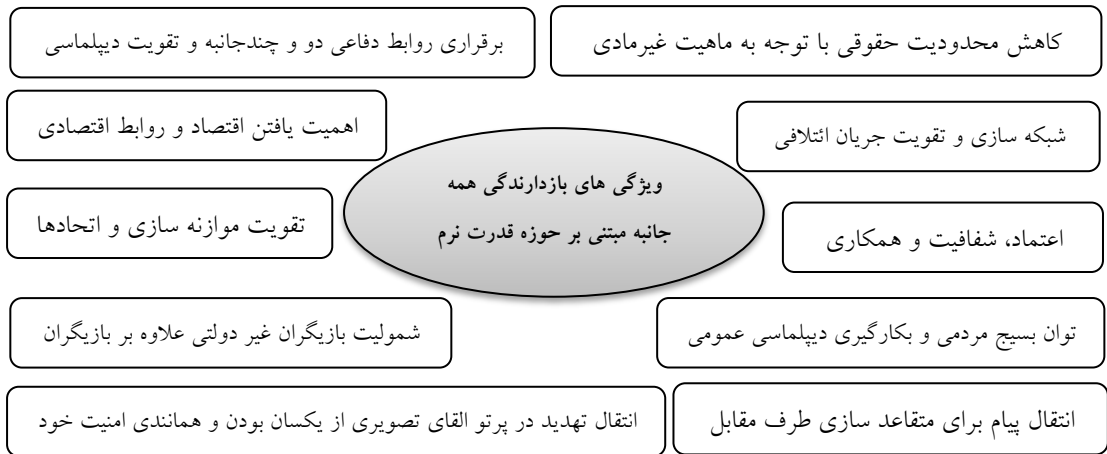 کاهش محدودیت حقوقی با توجه به ماهیت غیرمادی
برقراری روابط دفاعی دو و چندجانبه و تقویت دیپلماسی
شبکه سازی و تقویت جریان ائتلافی
اهمیت یافتن اقتصاد و روابط اقتصادی
ویژگی های بازدارندگی همه
جانبه مبتنی بر حوزه قدرت نرم
اعتماد، شفافیت و همکاری
تقویت موازنه سازی و اتحادها
توان بسیج مردمی و بکارگیری دیپلماسی عمومی
شمولیت بازیگران غیر دولتی علاوه بر بازیگران
انتقال پیام برای متقاعد سازی طرف مقابل
انتقال تهدید در پرتو القای تصویری از یکسان بودن و همانندی امنیت خود